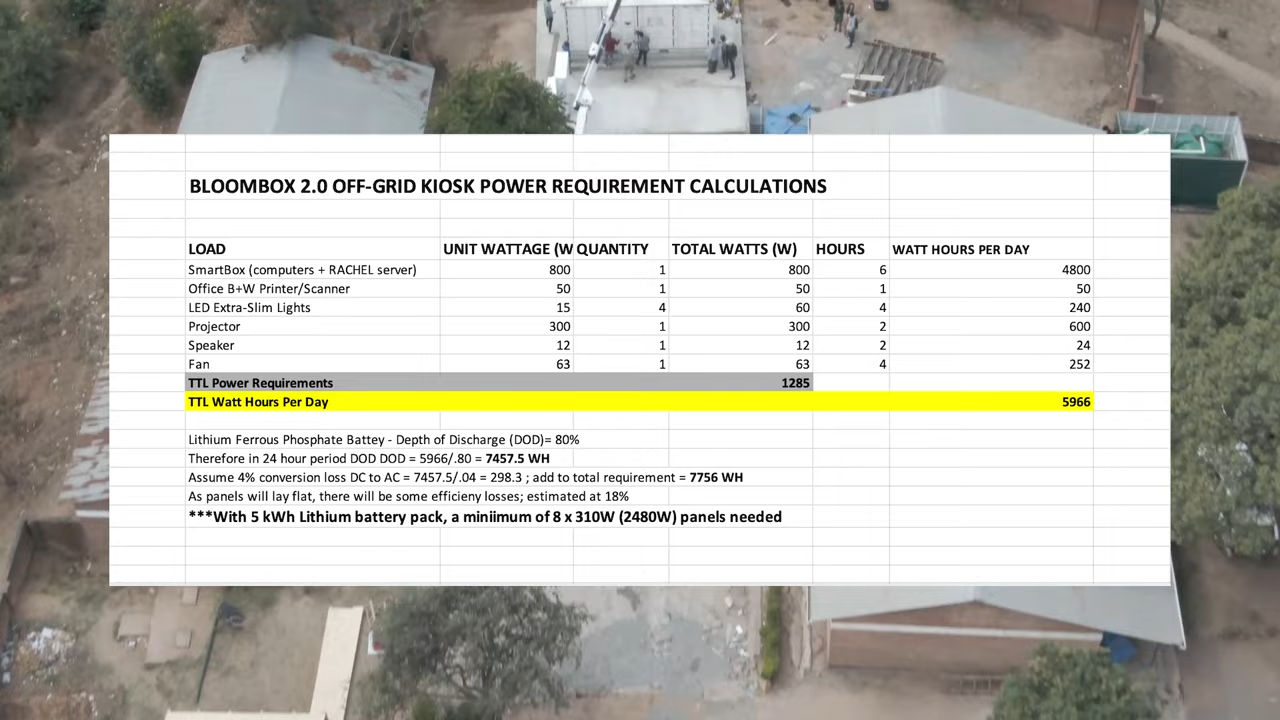 BLOOMBOX 2.0 OFF-GRID KIOSK POWER REQUIREMENT CALCULATIONS
LOAD UNIT WATTAGE (W QUANTITY TOTAL WATTS (W) HOURS WATT HOURS PER DAY
SmartBox (computers + RACHEL server) 800 1 800 6 4800
Office B+W Printer/Scanner 50 1 50 1 50
LED Extra-Slim Lights 15 4 60 4 240
Projector 300 1 300 2 600
Speaker 12 1 12 2 24
Fan 63 1 63 4 252
TTL Power Requirements 1285
TTL Watt Hours Per Day 5966
Lithium Ferrous Phosphate Battey - Depth of Discharge (DOD)= 80%
Therefore in 24 hour period DOD DOD = 5966/.80 = 7457.5 WH
Assume 4% conversion loss DC to AC = 7457.5/.04 = 298.3 ; add to total requirement = 7756 WH
As panels will lay flat, there will be some efficieny losses; estimated at 18%
***With 5 kWh Lithium battery pack, a miniimum of 8 x 310W (2480W) panels needed